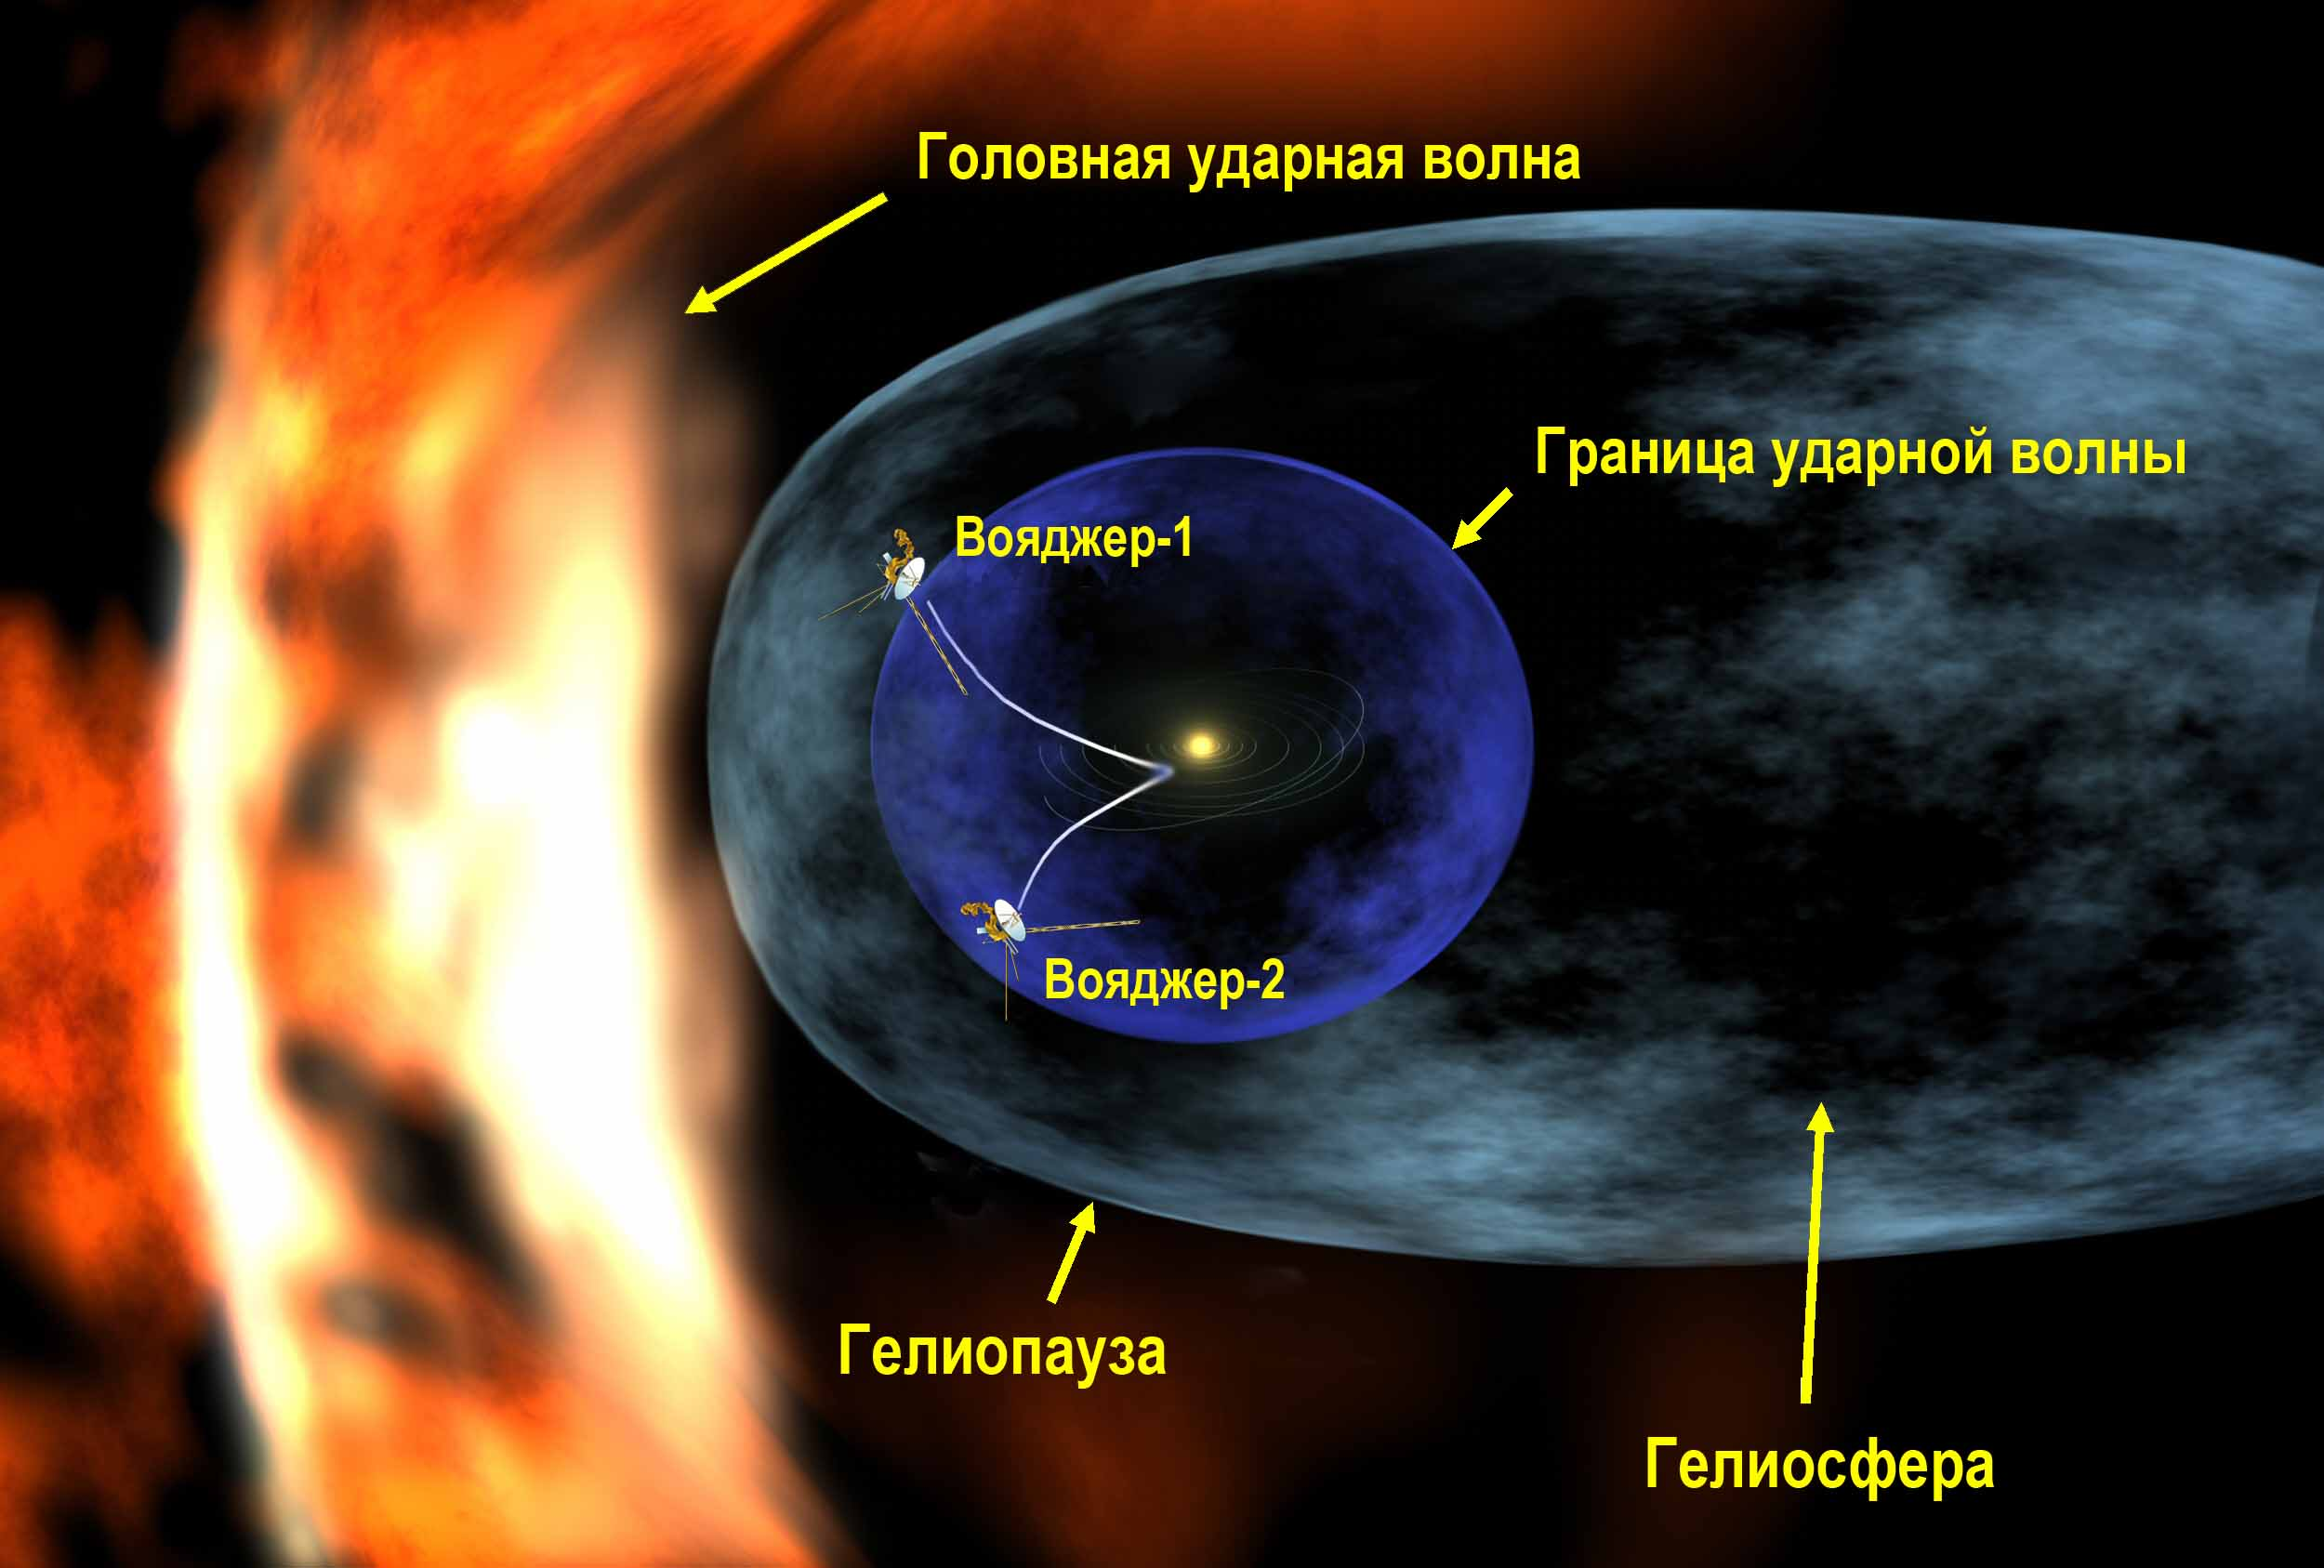 Головная ударная волна
Граница ударной волны
Вояджер-1
Вояджер-2
Гелиопауза
Гелиосфера